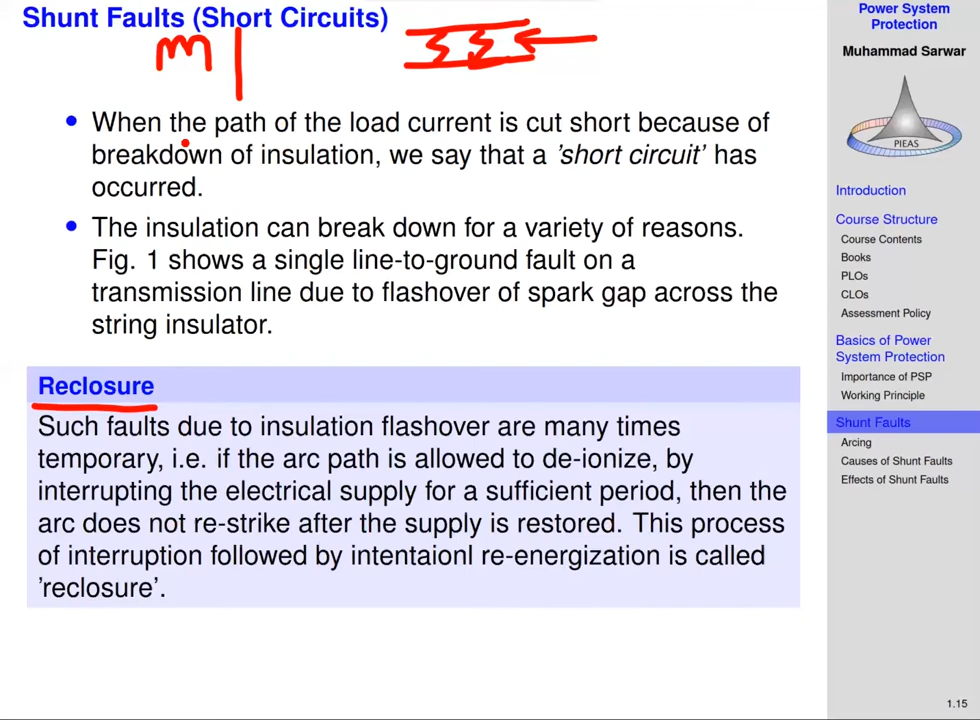 Shunt Faults (Short Circuits)
When the path of the load current is cut short because of
breakdown of insulation, we say that a 'short circuit' has
occurred.
The insulation can break down for a variety of reasons.
Fig. 1 shows a single line-to-ground fault on a
transmission line due to flashover of spark gap across the
string insulator.
Reclosure
Such faults due to insulation flashover are many times
temporary, i.e. if the arc path is allowed to de-ionize, by
interrupting the electrical supply for a sufficient period, then the
arc does not re-strike after the supply is restored. This process
of interruption followed by intentaionl re-energization is called
'reclosure'.
Power System
Protection
Muhammad Sarwar
PIEAS
Introduction
Course Structure
Course Contents
Books
PLOs
CLOs
Assessment Policy
Basics of Power
System Protection
Importance of PSP
Working Principle
Shunt Faults
Arcing
Causes of Shunt Faults
Effects of Shunt Faults
1.15